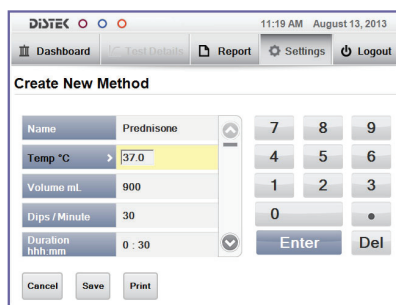 DiSTEK 11:19 AM August 13, 2013
Dashboard Test Details Report Settings Logout
Create New Method
Name Prednisone
Temp °C > 37.0
Volume mL 900
Dips / Minute 30
Duration
hhh:mm 0 : 30
7 8 9
4 5 6
1 2 3
0 .
Enter Del
Cancel Save Print